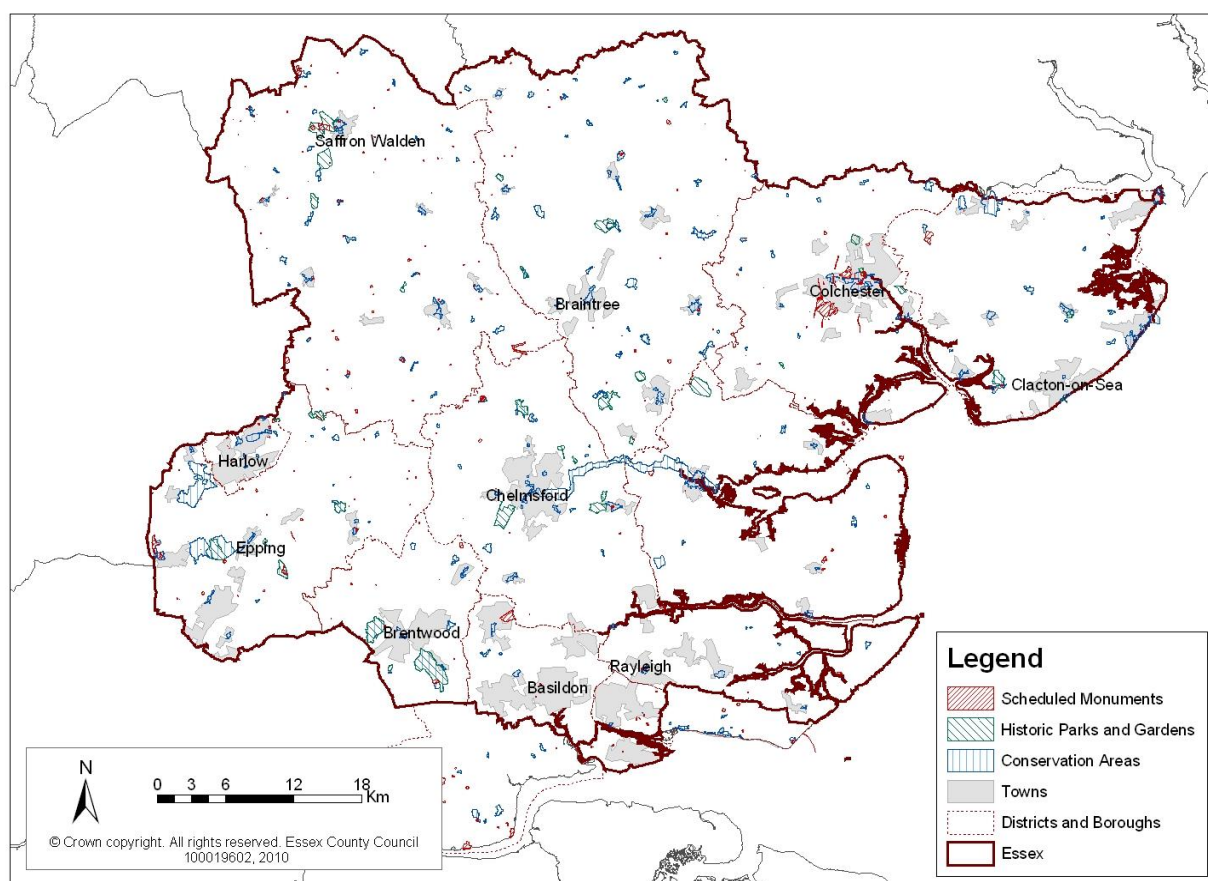 Saffron Walden
Braintree
Colchester
Clacton-on-Sea
Harlow
Chelmsford
Epping
Brentwood
Rayleigh
Basildon
Legend
Scheduled Monuments
Historic Parks and Gardens
Conservation Areas
Towns
Districts and Boroughs
Essex
N
0 3 6 12 18
Km
© Crown copyright. All rights reserved. Essex County Council
100019602, 2010